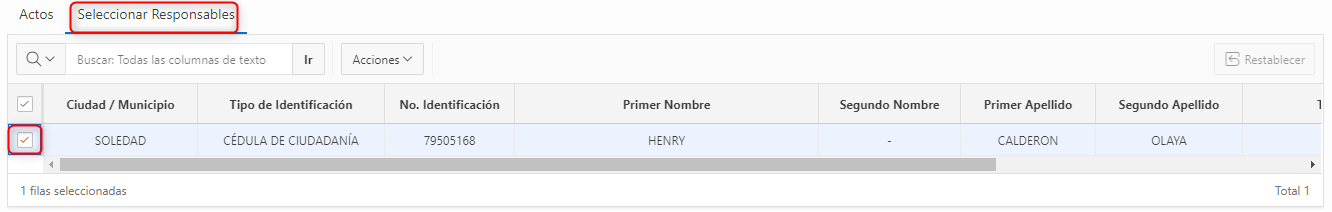 Actos Seleccionar Responsables
Buscar: Todas las columnas de texto Ir Acciones Restablecer
Ciudad / Municipio Tipo de Identificación No. Identificación Primer Nombre Segundo Nombre Primer Apellido Segundo Apellido T
SOLEDAD CÉDULA DE CIUDADANÍA 79505168 HENRY - CALDERON OLAYA
1 filas seleccionadas Total 1